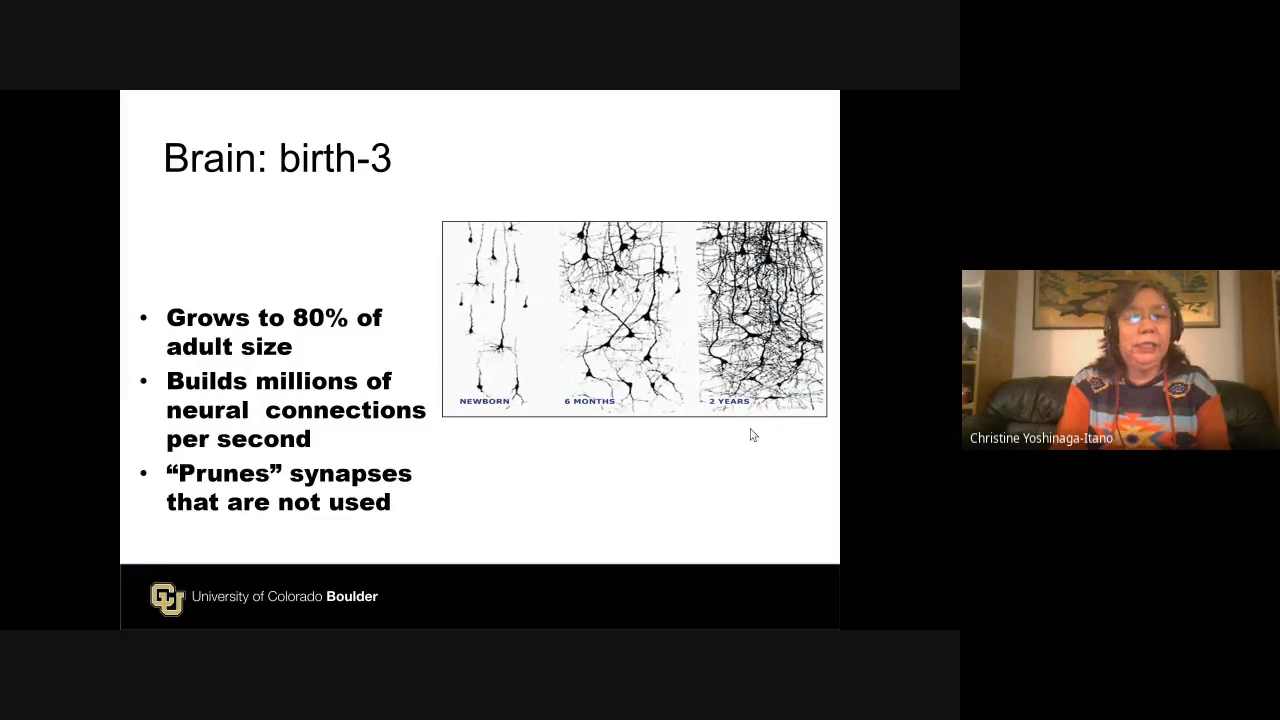 Brain: birth-3
• Grows to 80% of
adult size
• Builds millions of
neural connections
per second
• “Prunes” synapses
that are not used
NEWBORN
6 MONTHS
2 YEARS
CU University of Colorado Boulder
Christine Yoshinaga-Itano